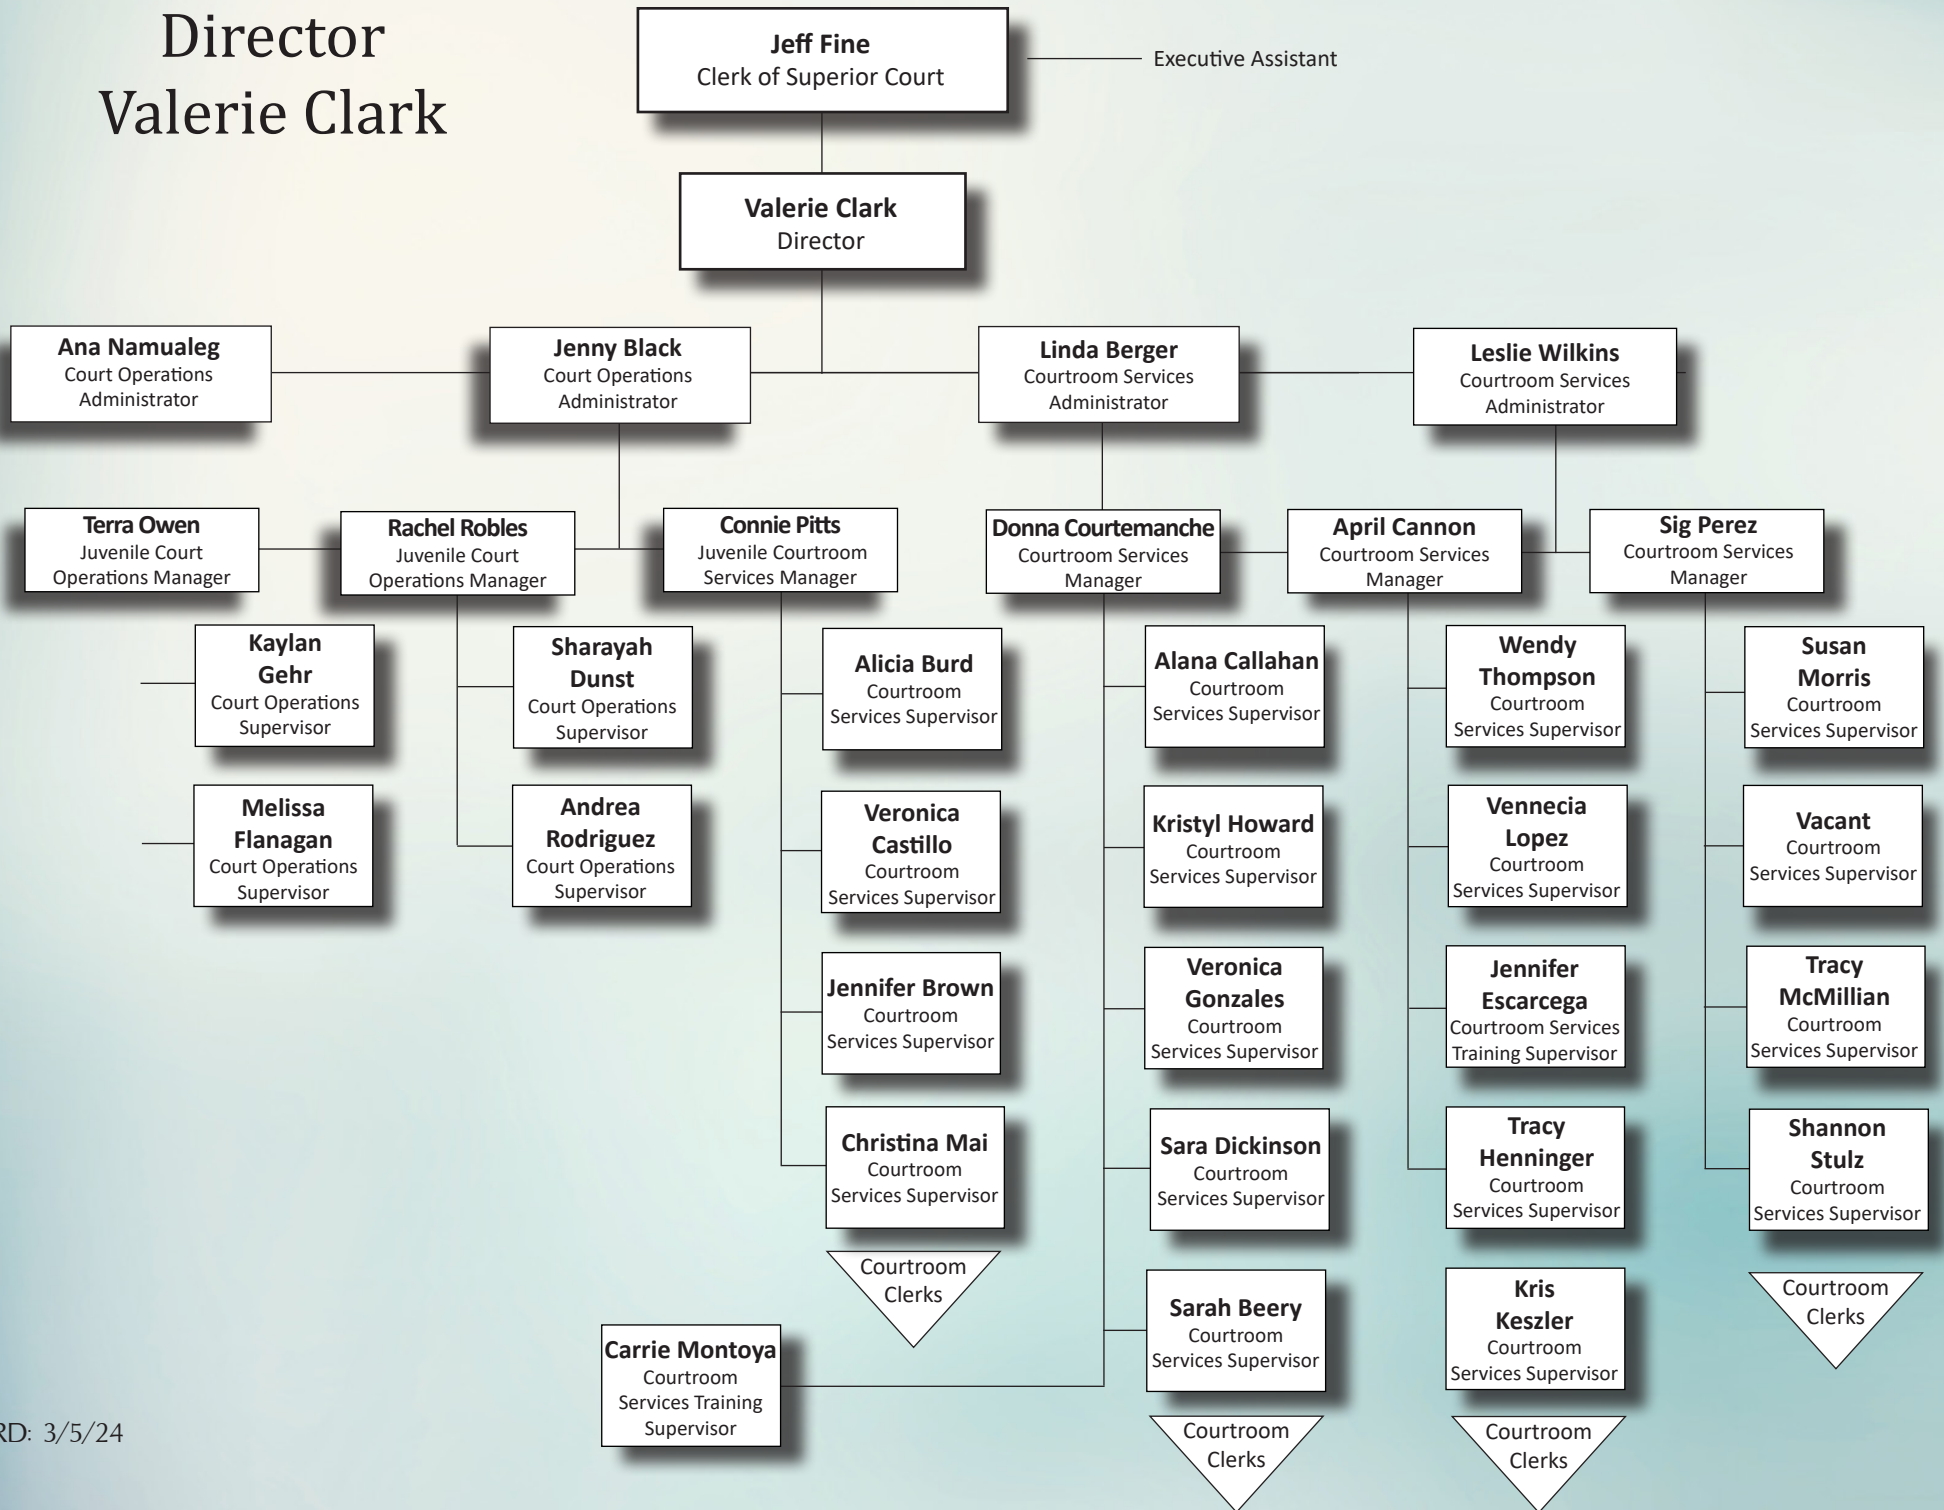 Director
Valerie Clark
Jeff Fine
Clerk of Superior Court
Executive Assistant
Valerie Clark
Director
Ana Namualeg
Court Operations
Administrator
Jenny Black
Court Operations
Administrator
Linda Berger
Courtroom Services
Administrator
Leslie Wilkins
Courtroom Services
Administrator
Terra Owen
Juvenile Court
Operations Manager
Rachel Robles
Juvenile Court
Operations Manager
Connie Pitts
Juvenile Courtroom
Services Manager
Donna Courtemanche
Courtroom Services
Manager
April Cannon
Courtroom Services
Manager
Sig Perez
Courtroom Services
Manager
Kaylan
Gehr
Court Operations
Supervisor
Melissa
Flanagan
Court Operations
Supervisor
Sharayah
Dunst
Court Operations
Supervisor
Andrea
Rodriguez
Court Operations
Supervisor
Alicia Burd
Courtroom
Services Supervisor
Veronica
Castillo
Courtroom
Services Supervisor
Jennifer Brown
Courtroom
Services Supervisor
Christina Mai
Courtroom
Services Supervisor
Courtroom
Clerks
Alana Callahan
Courtroom
Services Supervisor
Kristyl Howard
Courtroom
Services Supervisor
Veronica
Gonzales
Courtroom
Services Supervisor
Sara Dickinson
Courtroom
Services Supervisor
Sarah Beery
Courtroom
Services Supervisor
Courtroom
Clerks
Carrie Montoya
Courtroom
Services Training
Supervisor
Wendy
Thompson
Courtroom
Services Supervisor
Vennecia
Lopez
Courtroom
Services Supervisor
Jennifer
Escarcega
Courtroom Services
Training Supervisor
Tracy
Henninger
Courtroom
Services Supervisor
Kris
Keszler
Courtroom
Services Supervisor
Courtroom
Clerks
Susan
Morris
Courtroom
Services Supervisor
Vacant
Courtroom
Services Supervisor
Tracy
McMillian
Courtroom
Services Supervisor
Shannon
Stulz
Courtroom
Services Supervisor
Courtroom
Clerks
RD: 3/5/24